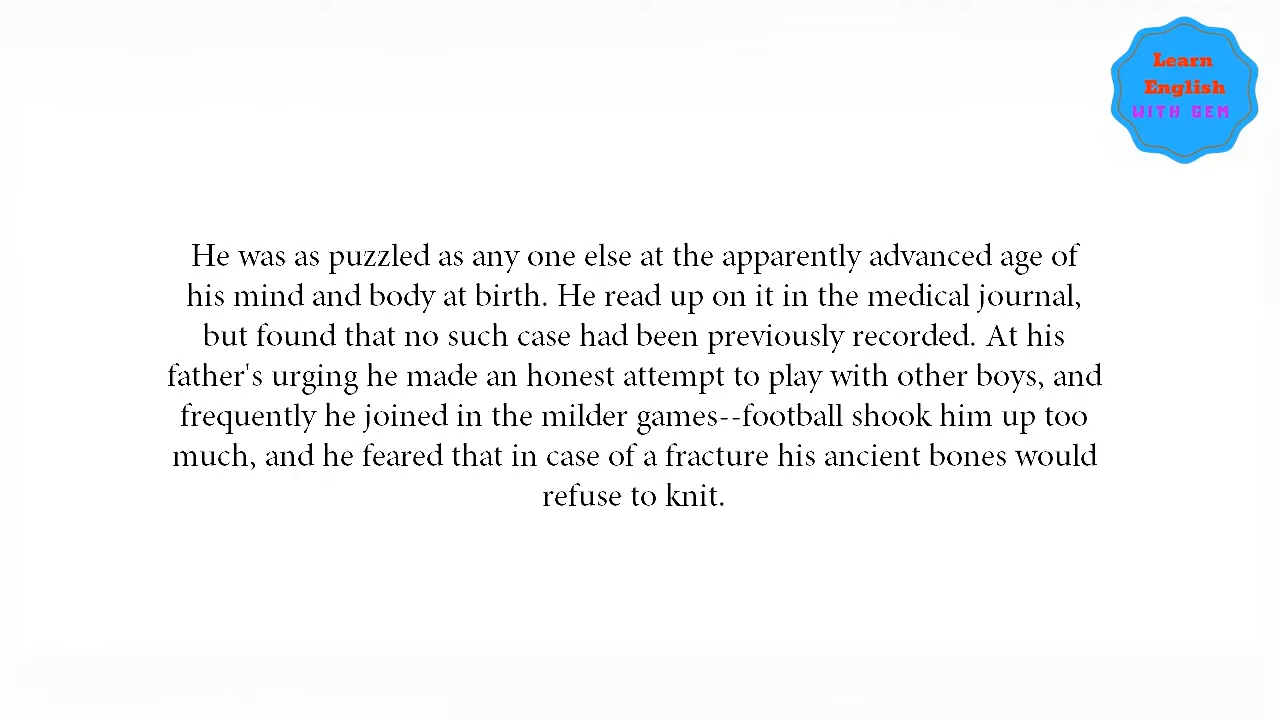 Learn
English
WITH GEM
He was as puzzled as any one else at the apparently advanced age of
his mind and body at birth. He read up on it in the medical journal,
but found that no such case had been previously recorded. At his
father's urging he made an honest attempt to play with other boys, and
frequently he joined in the milder games--football shook him up too
much, and he feared that in case of a fracture his ancient bones would
refuse to knit.